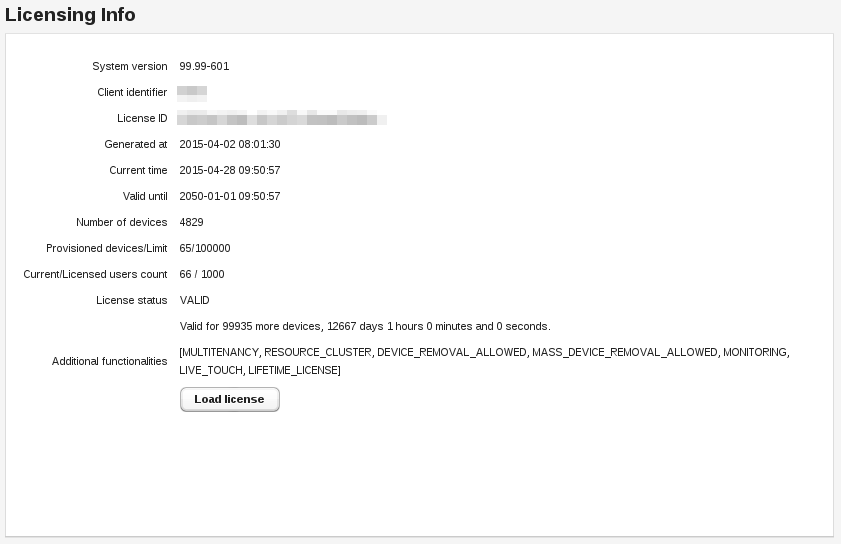 Licensing Info
System version 99.99-601
Client identifier
License ID
Generated at 2015-04-02 08:01:30
Current time 2015-04-28 09:50:57
Valid until 2050-01-01 09:50:57
Number of devices 4829
Provisioned devices/Limit 65/100000
Current/Licensed users count 66 / 1000
License status VALID
Valid for 99935 more devices, 12667 days 1 hours 0 minutes and 0 seconds.
Additional functionalities [MULTITENANCY, RESOURCE_CLUSTER, DEVICE_REMOVAL_ALLOWED, MASS_DEVICE_REMOVAL_ALLOWED, MONITORING,
LIVE_TOUCH, LIFETIME_LICENSE]
Load license